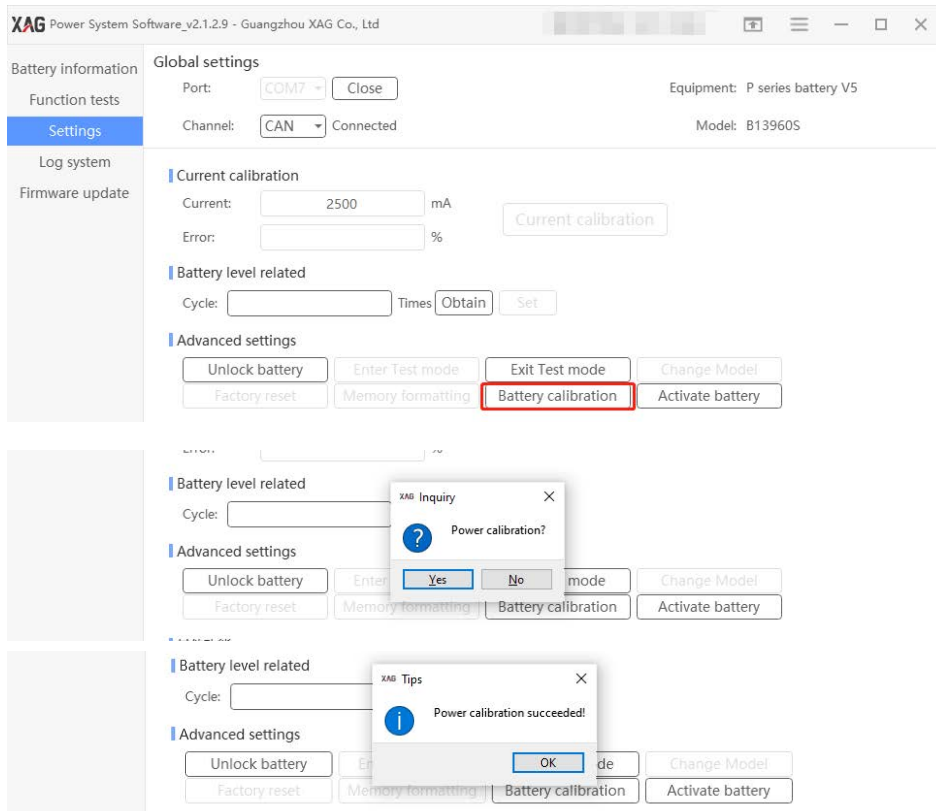 XAG Power System Software_v2.1.2.9 - Guangzhou XAG Co., Ltd
Battery information
Function tests
Settings
Log system
Firmware update
Global settings
Port: COM7 Close Equipment: P series battery V5
Channel: CAN Connected Model: B13960S
Current calibration
Current: 2500 mA Current calibration
Error: %
Battery level related
Cycle: Times Obtain Set
Advanced settings
Unlock battery Enter Test mode Exit Test mode Change Model
Factory reset Memory formatting Battery calibration Activate battery
Battery level related
Cycle:
Advanced settings
Unlock battery Enter mode Change Model
Factory reset Memory formatting Battery calibration Activate battery
XAG Inquiry
Power calibration?
Yes No
Battery level related
Cycle:
Advanced settings
Unlock battery En de Change Model
Factory reset Memory formatting Battery calibration Activate battery
XAG Tips
Power calibration succeeded!
OK